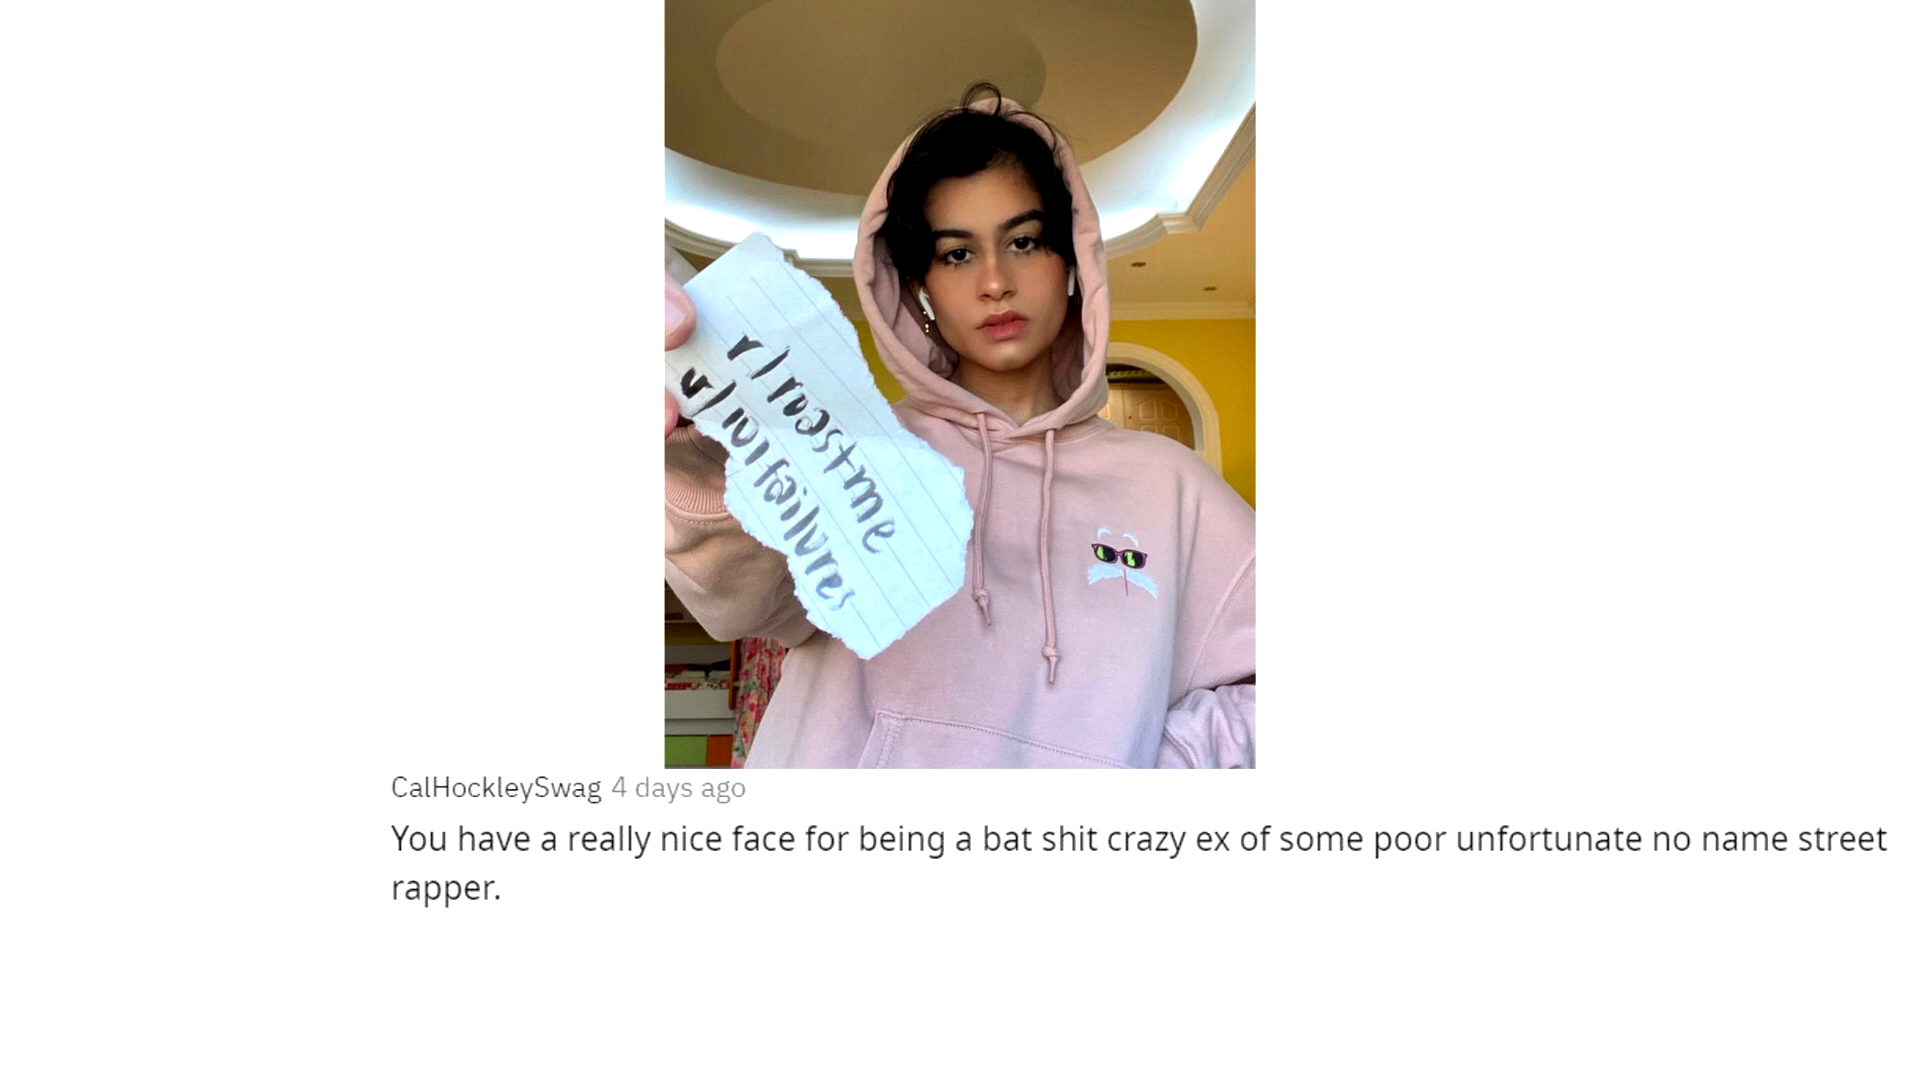 r/roastme
u/lolfailures
CalHockleySwag 4 days ago
You have a really nice face for being a bat shit crazy ex of some poor unfortunate no name street
rapper.